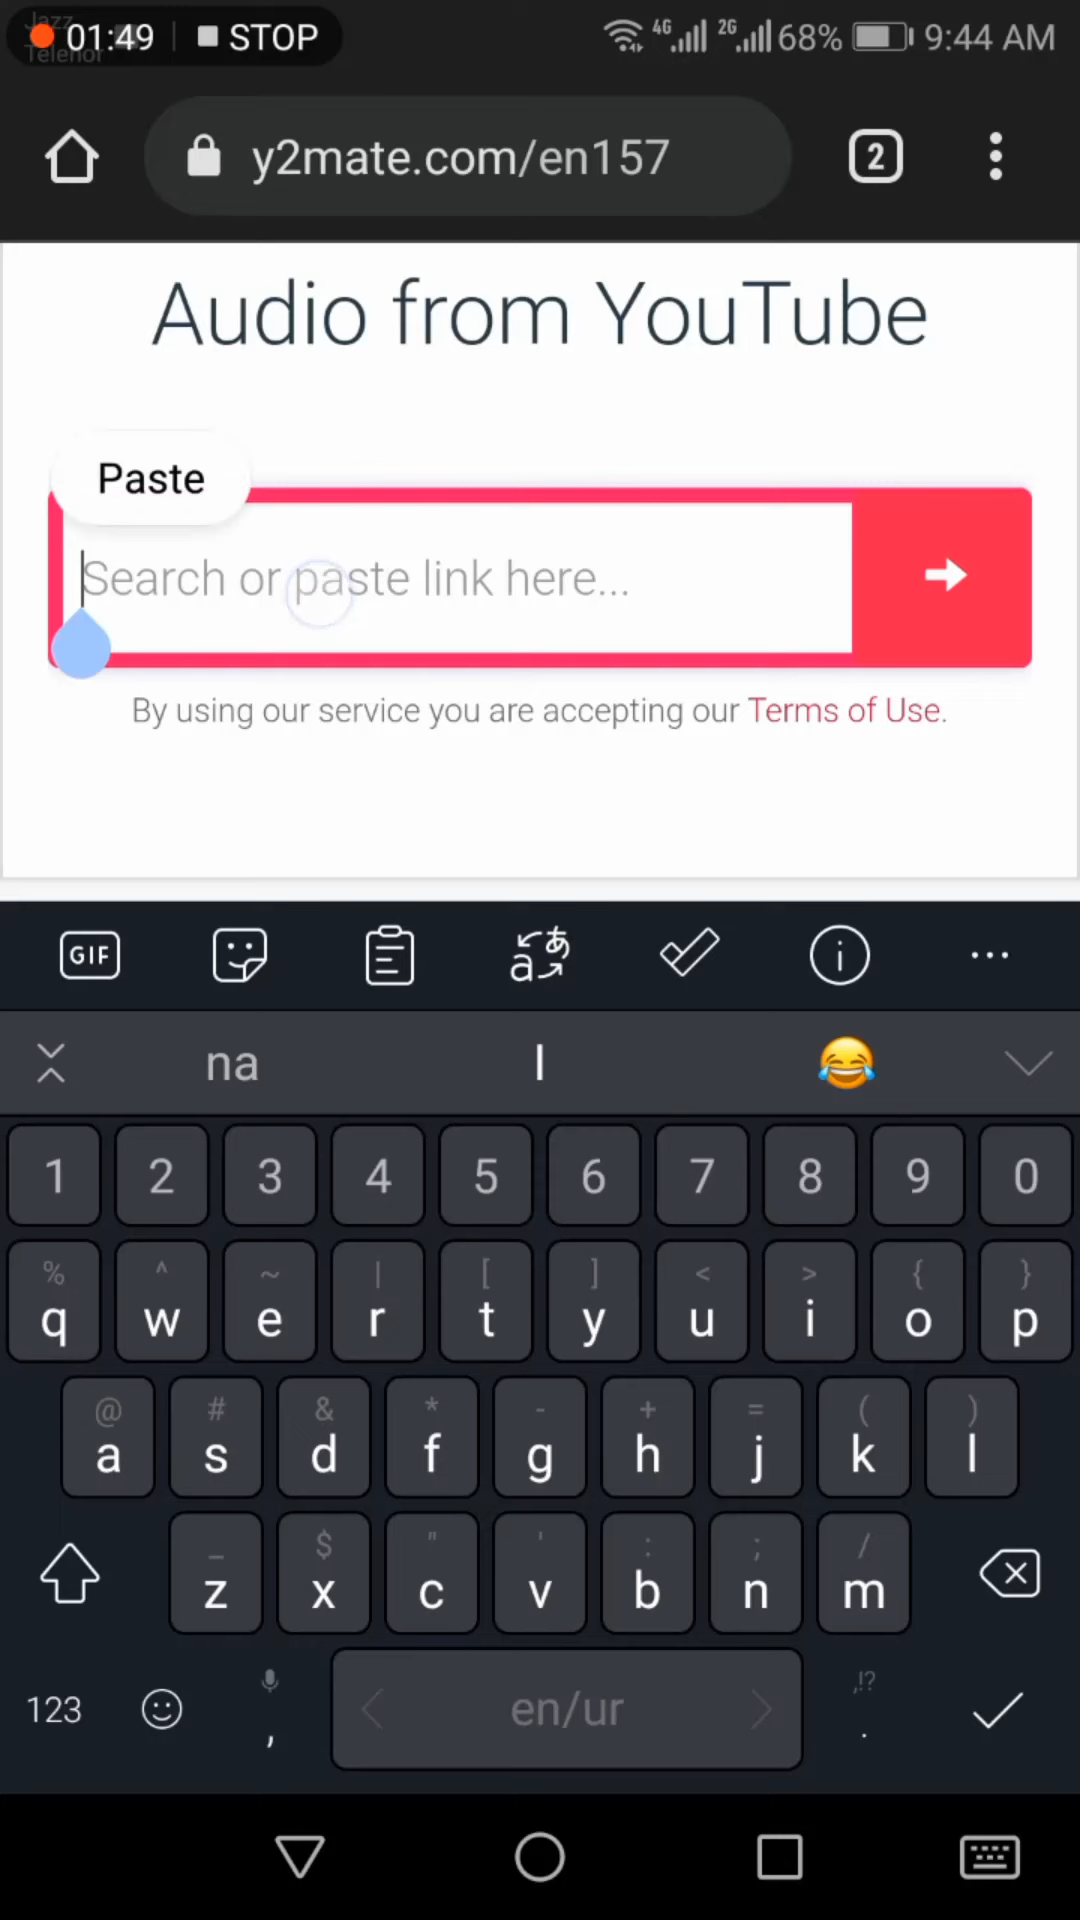 Jazz
Telenor
01:49 STOP 4G 2G 68% 9:44 AM
y2mate.com/en157 2
Audio from YouTube
Paste
Search or paste link here...
By using our service you are accepting our Terms of Use.
GIF
na I 😂
1 2 3 4 5 6 7 8 9 0
% ^ ~ | [ ] < > { }
q w e r t y u i o p
@ # & * - + = ( )
a s d f g h j k l
_ $ " ' : ; /
z x c v b n m
123 , en/ur ,!? .